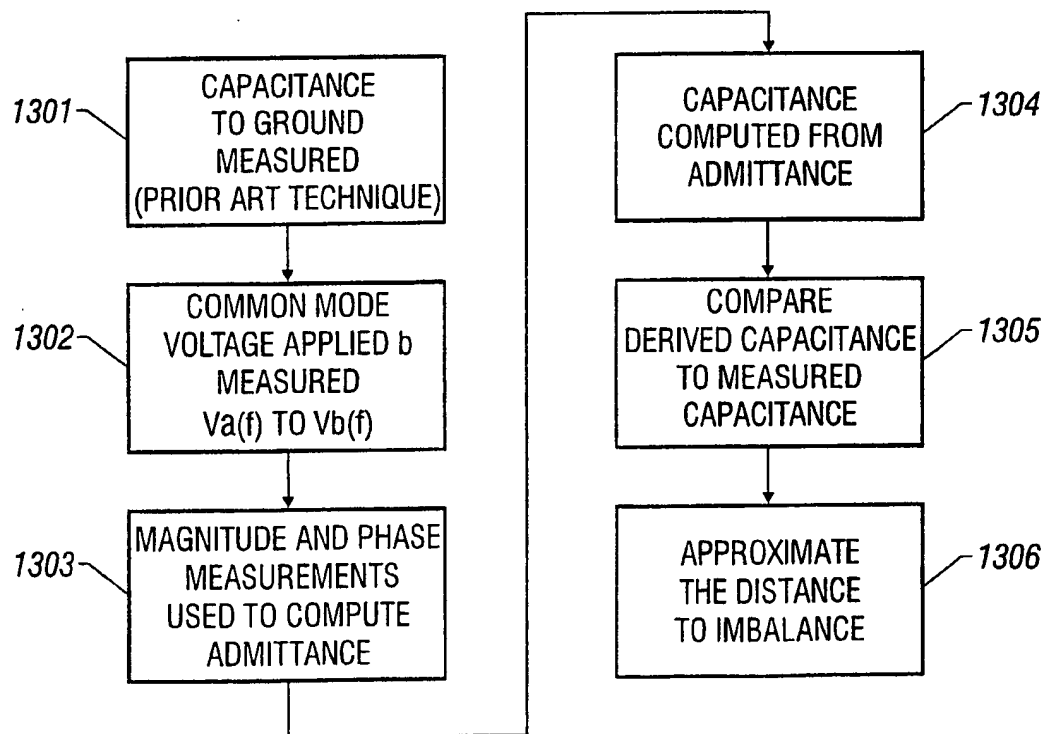 1301
CAPACITANCE
TO GROUND
MEASURED
(PRIOR ART TECHNIQUE)
1302
COMMON MODE
VOLTAGE APPLIED b
MEASURED
Va(f) TO Vb(f)
1303
MAGNITUDE AND PHASE
MEASUREMENTS
USED TO COMPUTE
ADMITTANCE
1304
CAPACITANCE
COMPUTED FROM
ADMITTANCE
1305
COMPARE
DERIVED CAPACITANCE
TO MEASURED
CAPACITANCE
1306
APPROXIMATE
THE DISTANCE
TO IMBALANCE